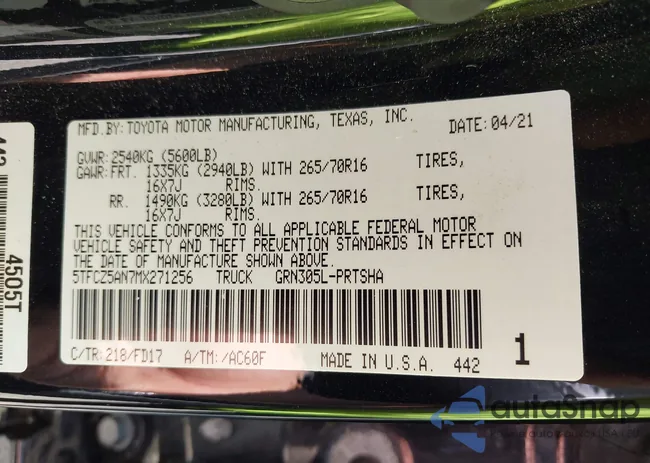 MFD.BY:TOYOTA MOTOR MANUFACTURING, TEXAS, INC. DATE:04/21
GVWR:2540KG (5600LB)
GAWR:FRT. 1335KG (2940LB) WITH 265/70R16 TIRES,
16X7J RIMS.
RR. 1490KG (3280LB) WITH 265/70R16 TIRES,
16X7J RIMS.
THIS VEHICLE CONFORMS TO ALL APPLICABLE FEDERAL MOTOR
VEHICLE SAFETY AND THEFT PREVENTION STANDARDS IN EFFECT ON
THE DATE OF MANUFACTURE SHOWN ABOVE.
5TFCZ5AN7MX271256 TRUCK GRN305L-PRTSHA
C/TR:218/FD17 A/TM:/AC60F MADE IN U.S.A. 442 1
4505T
autoSnap